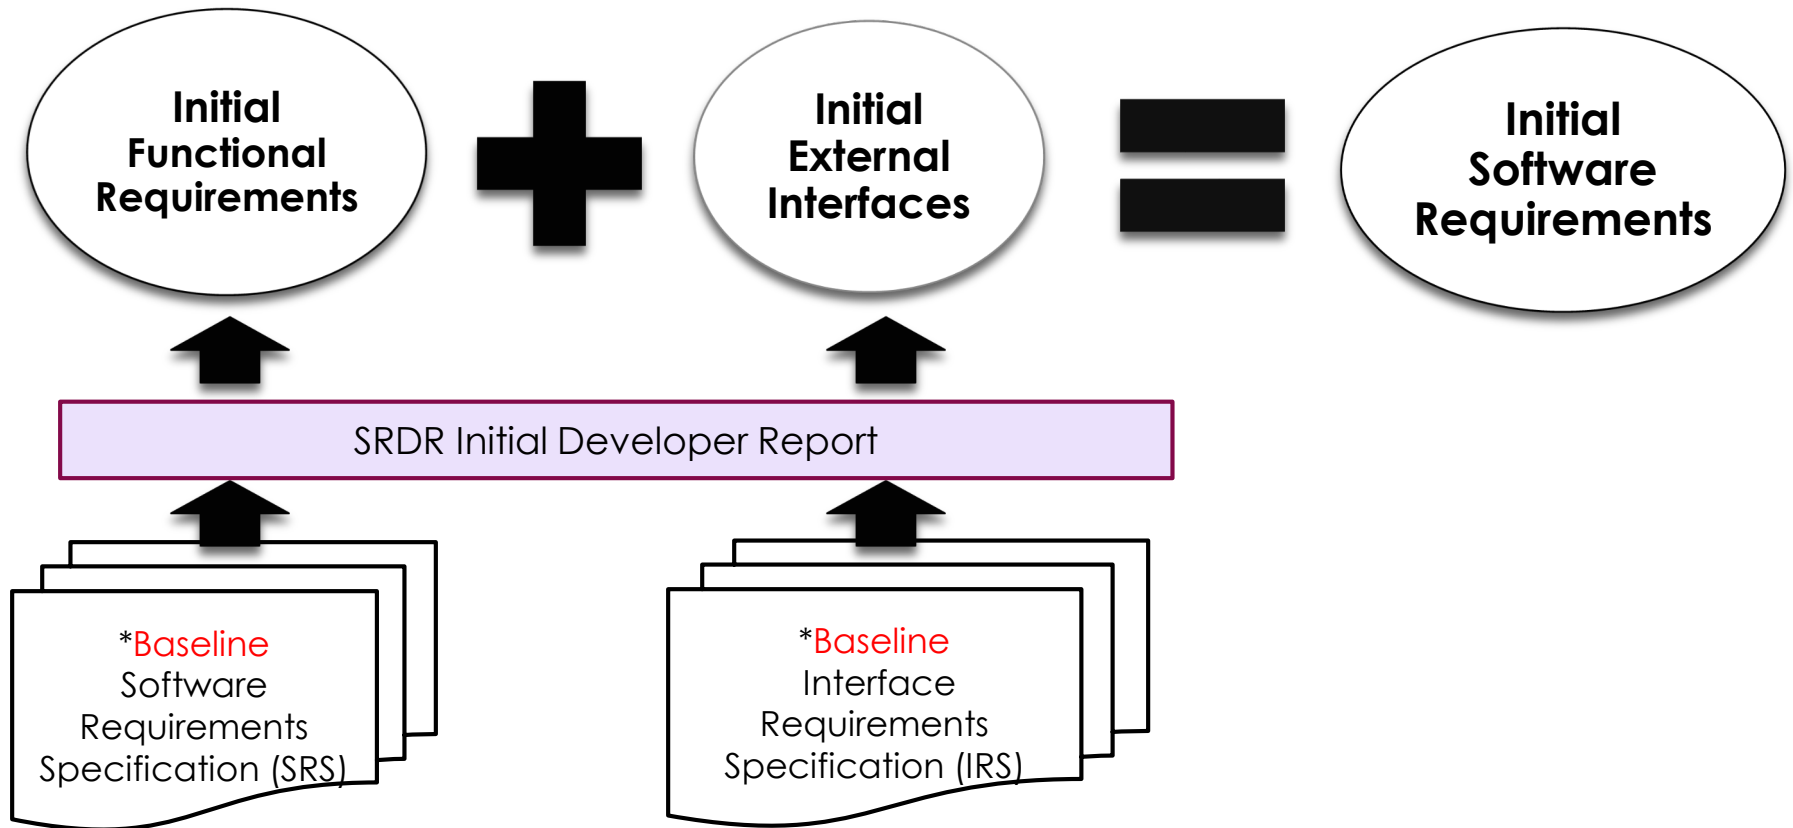 Initial
Functional
Requirements
Initial
External
Interfaces
Initial
Software
Requirements
SRDR Initial Developer Report
*Baseline
Software
Requirements
Specification (SRS)
*Baseline
Interface
Requirements
Specification (IRS)